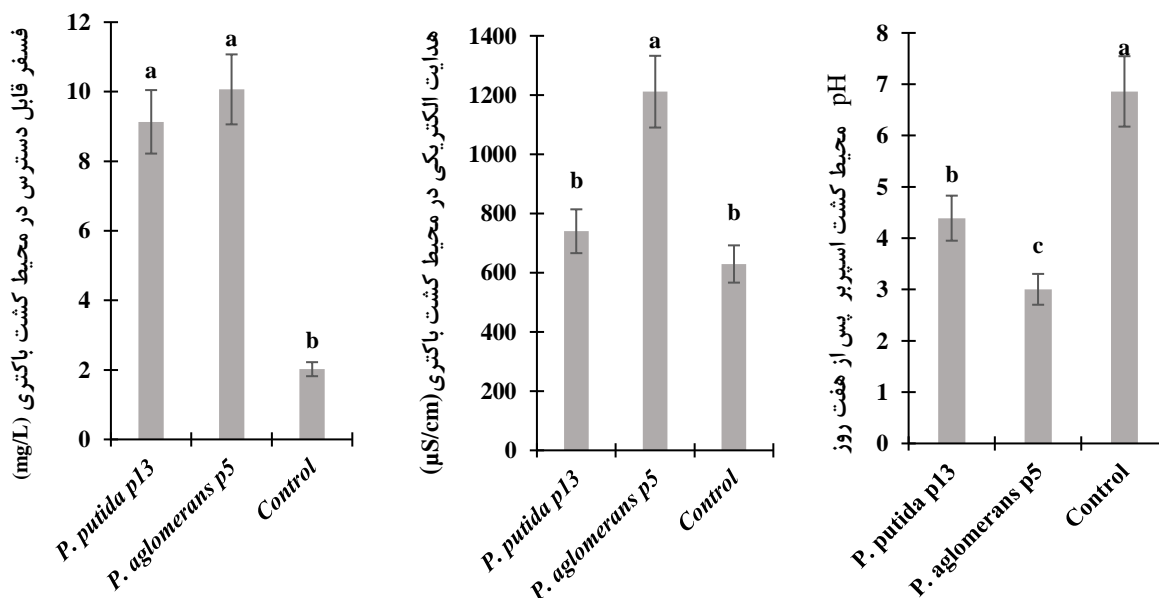 فسفر قابل دسترس در محیط کشت باکتری (mg/L)
12
10
8
6
4
2
0
a
a
b
P. putida p13
P. aglomerans p5
Control
هدایت الکتریکی در محیط کشت باکتری(µS/cm)
1400
1200
1000
800
600
400
200
0
b
a
b
P. putida p13
P. aglomerans p5
Control
pH محیط کشت اسپربر پس از هفت روز
8
7
6
5
4
3
2
1
0
b
c
a
P. putida p13
P. aglomerans p5
Control